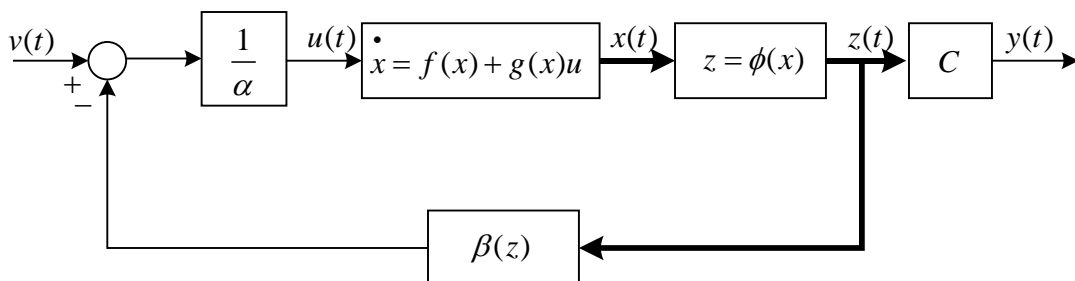 v(t)
+
−
1
α
u(t)
ẋ = f(x) + g(x)u
x(t)
z = ϕ(x)
z(t)
C
y(t)
β(z)